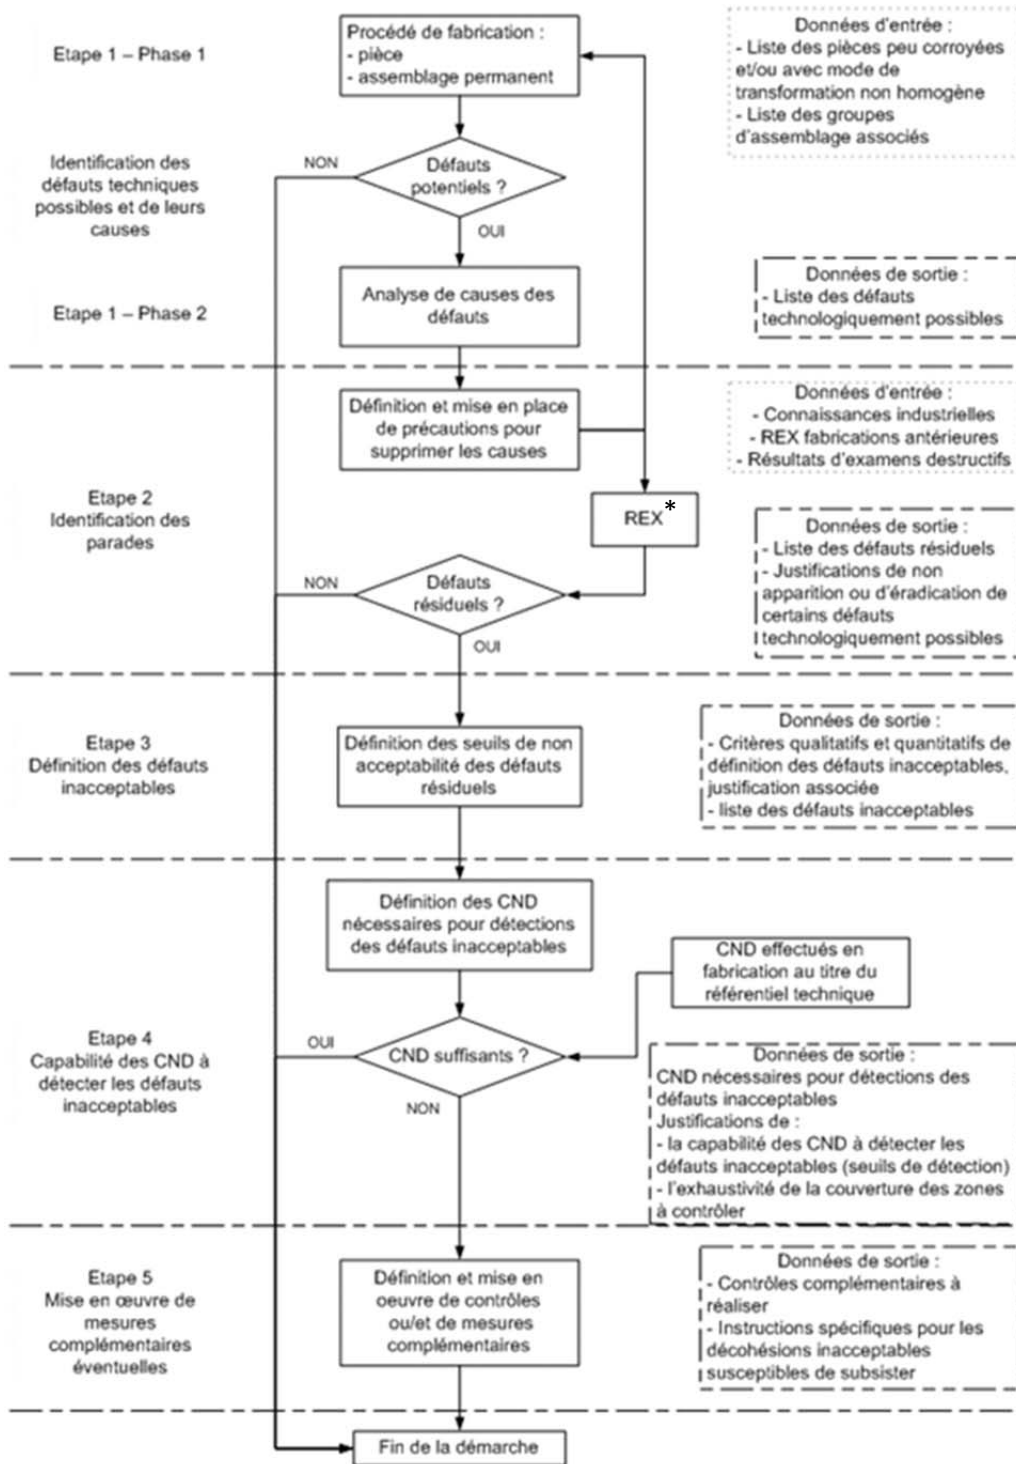 Etape 1 – Phase 1
Procédé de fabrication :
- pièce
- assemblage permanent
Données d'entrée :
- Liste des pièces peu corroyées
et/ou avec mode de
transformation non homogène
- Liste des groupes
d'assemblage associés
Identification des
défauts techniques
possibles et de leurs
causes
NON
Défauts
potentiels ?
OUI
Etape 1 – Phase 2
Analyse de causes des
défauts
Données de sortie :
- Liste des défauts
technologiquement possibles
Définition et mise en place
de précautions pour
supprimer les causes
Données d'entrée :
- Connaissances industrielles
- REX fabrications antérieures
- Résultats d'examens destructifs
Etape 2
Identification des
parades
REX*
NON
Défauts
résiduels ?
OUI
Données de sortie :
- Liste des défauts résiduels
- Justifications de non
apparition ou d'éradication de
certains défauts
technologiquement possibles
Etape 3
Définition des défauts
inacceptables
Définition des seuils de non
acceptabilité des défauts
résiduels
Données de sortie :
- Critères qualitatifs et quantitatifs de
définition des défauts inacceptables,
justification associée
- liste des défauts inacceptables
Définition des CND
nécessaires pour détections
des défauts inacceptables
CND effectués en
fabrication au titre du
référentiel technique
Etape 4
Capabilité des CND à
détecter les défauts
inacceptables
OUI
CND suffisants ?
NON
Données de sortie :
CND nécessaires pour détections des
défauts inacceptables
Justifications de :
- la capabilité des CND à détecter les
défauts inacceptables (seuils de détection)
- l'exhaustivité de la couverture des zones
à contrôler
Etape 5
Mise en œuvre de
mesures
complémentaires
éventuelles
Définition et mise en
oeuvre de contrôles
ou/et de mesures
complémentaires
Données de sortie :
- Contrôles complémentaires à
réaliser
- Instructions spécifiques pour les
décohésions inacceptables
susceptibles de subsister
Fin de la démarche